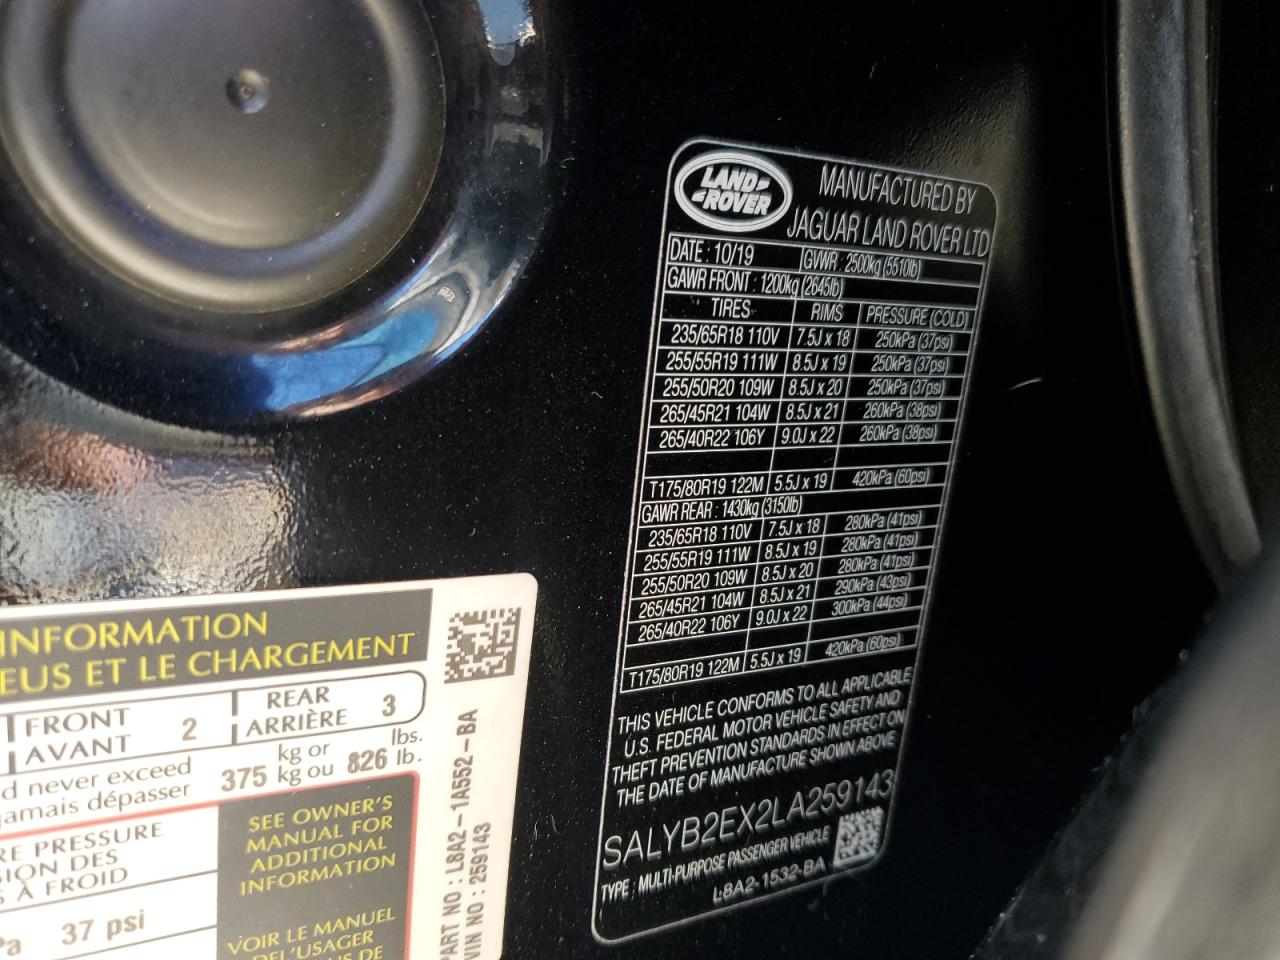 LAND-
-ROVER
MANUFACTURED BY
JAGUAR LAND ROVER LTD
DATE : 10/19 GVWR : 2500kg (5510lb)
GAWR FRONT : 1200kg (2645lb)
TIRES RIMS PRESSURE (COLD)
235/65R18 110V 7.5J x 18 250kPa (37psi)
255/55R19 111W 8.5J x 19 250kPa (37psi)
255/50R20 109W 8.5J x 20 250kPa (37psi)
265/45R21 104W 8.5J x 21 260kPa (38psi)
265/40R22 106Y 9.0J x 22 260kPa (38psi)
T175/80R19 122M 5.5J x 19 420kPa (60psi)
GAWR REAR : 1430kg (3150lb)
235/65R18 110V 7.5J x 18 280kPa (41psi)
255/55R19 111W 8.5J x 19 280kPa (41psi)
255/50R20 109W 8.5J x 20 280kPa (41psi)
265/45R21 104W 8.5J x 21 290kPa (43psi)
265/40R22 106Y 9.0J x 22 300kPa (44psi)
T175/80R19 122M 5.5J x 19 420kPa (60psi)
THIS VEHICLE CONFORMS TO ALL APPLICABLE
U.S. FEDERAL MOTOR VEHICLE SAFETY AND
THEFT PREVENTION STANDARDS IN EFFECT ON
THE DATE OF MANUFACTURE SHOWN ABOVE
SALYB2EX2LA259143
TYPE : MULTI-PURPOSE PASSENGER VEHICLE
L8A2-1532-BA
INFORMATION
EUS ET LE CHARGEMENT
FRONT 2 REAR 3
AVANT ARRIÈRE
d never exceed 375 kg or 826 lbs.
jamais dépasser kg ou lb.
RE PRESSURE
SION DES
S À FROID
Pa 37 psi
SEE OWNER'S
MANUAL FOR
ADDITIONAL
INFORMATION
VOIR LE MANUEL
DE L'USAGER
US DE
PART NO : L8A2-1A552-BA
VIN NO : 259143